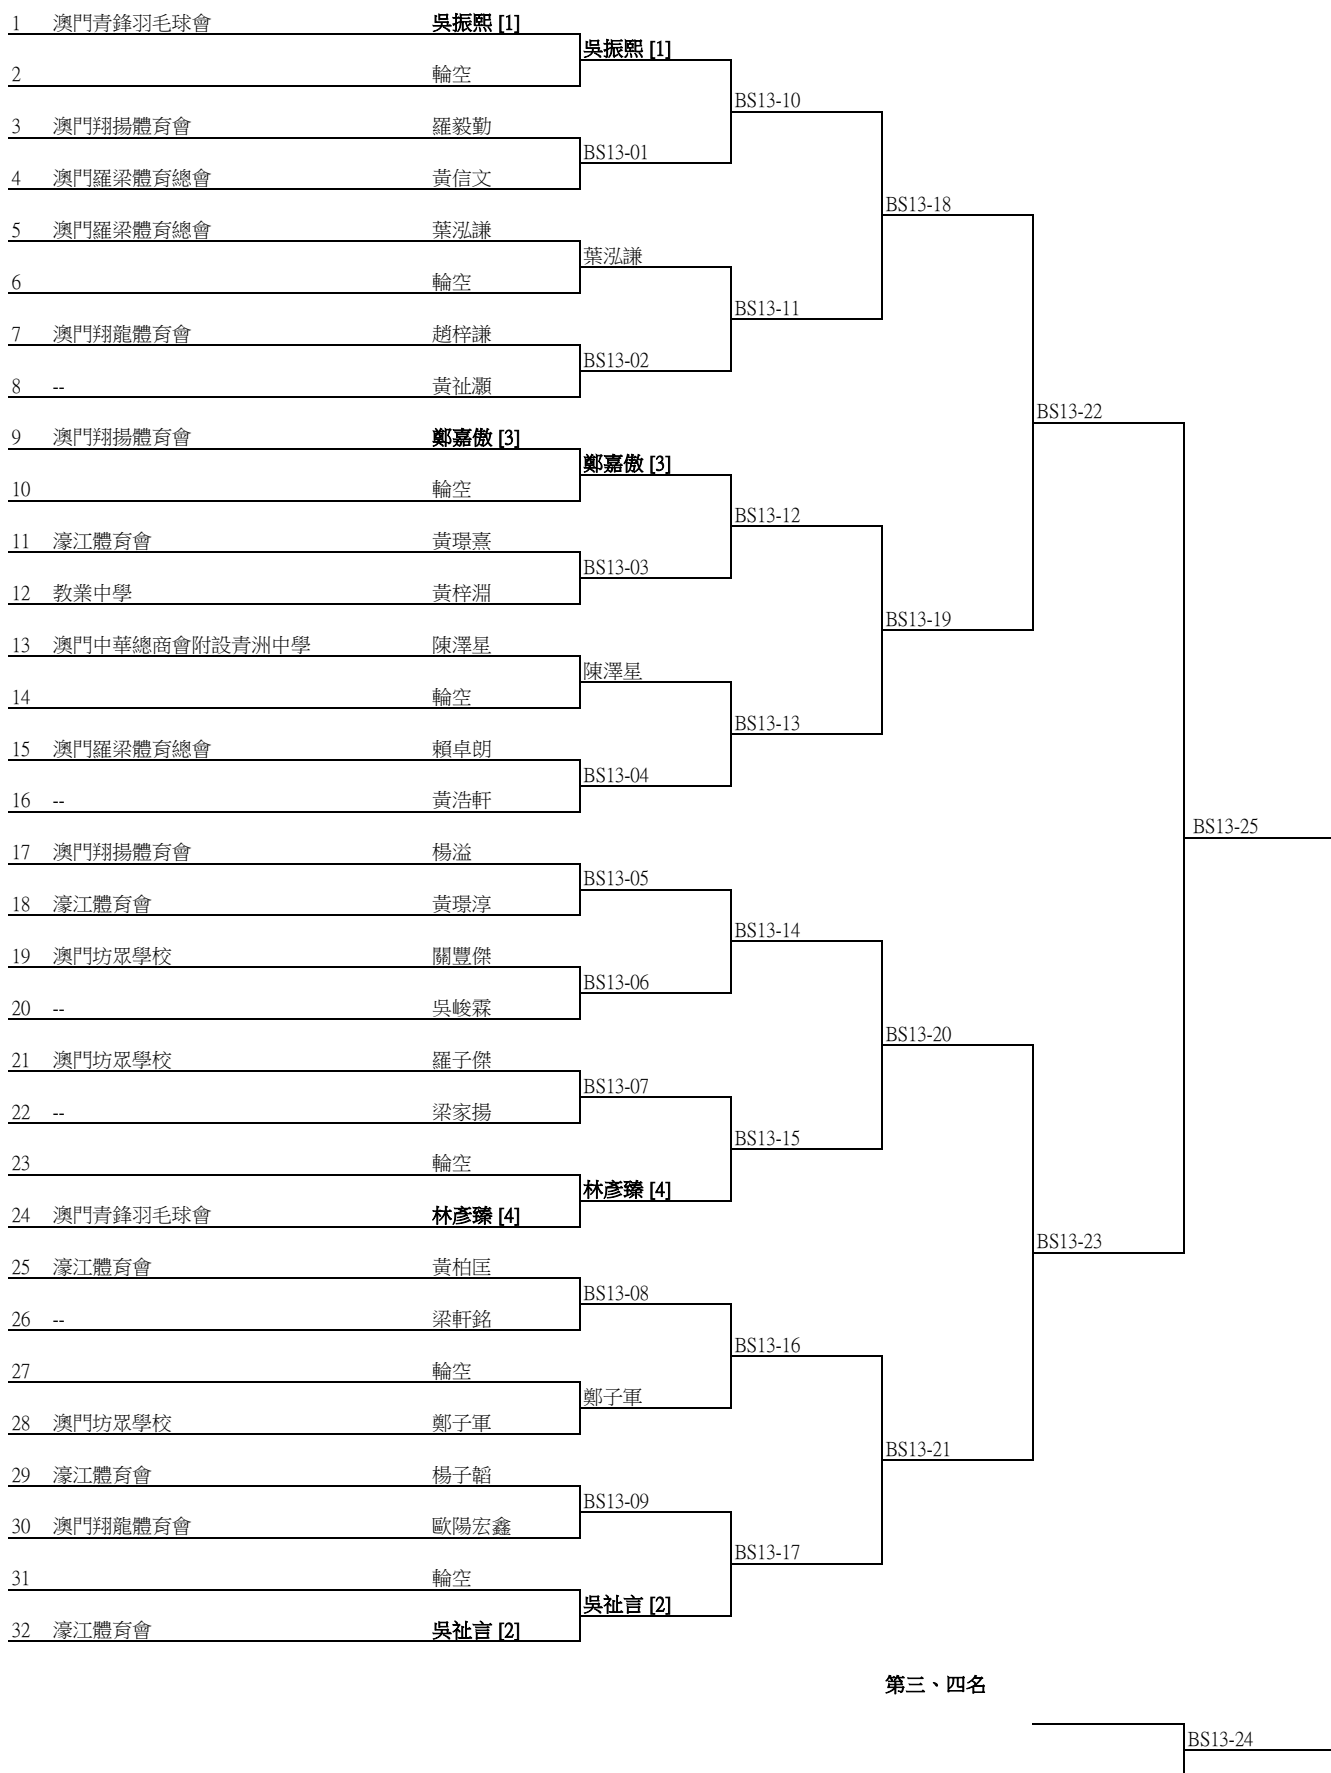 1 澳門青鋒羽毛球會 吳振熙 [1]
吳振熙 [1]
2 輪空
BS13-10
3 澳門翔揚體育會 羅毅勤
BS13-01
4 澳門羅梁體育總會 黃信文
BS13-18
5 澳門羅梁體育總會 葉泓謙
葉泓謙
6 輪空
BS13-11
7 澳門翔龍體育會 趙梓謙
BS13-02
8 -- 黃祉灝
BS13-22
9 澳門翔揚體育會 鄭嘉傲 [3]
鄭嘉傲 [3]
10 輪空
BS13-12
11 濠江體育會 黃璟熹
BS13-03
12 教業中學 黃梓淵
BS13-19
13 澳門中華總商會附設青洲中學 陳澤星
陳澤星
14 輪空
BS13-13
15 澳門羅梁體育總會 賴卓朗
BS13-04
16 -- 黃浩軒
BS13-25
17 澳門翔揚體育會 楊溢
BS13-05
18 濠江體育會 黃璟淳
BS13-14
19 澳門坊眾學校 關豐傑
BS13-06
20 -- 吳峻霖
BS13-20
21 澳門坊眾學校 羅子傑
BS13-07
22 -- 梁家揚
BS13-15
23 輪空
林彥臻 [4]
24 澳門青鋒羽毛球會 林彥臻 [4]
BS13-23
25 濠江體育會 黃柏匡
BS13-08
26 -- 梁軒銘
BS13-16
27 輪空
鄭子軍
28 澳門坊眾學校 鄭子軍
BS13-21
29 濠江體育會 楊子韜
BS13-09
30 澳門翔龍體育會 歐陽宏鑫
BS13-17
31 輪空
吳祉言 [2]
32 濠江體育會 吳祉言 [2]
第三、四名
BS13-24